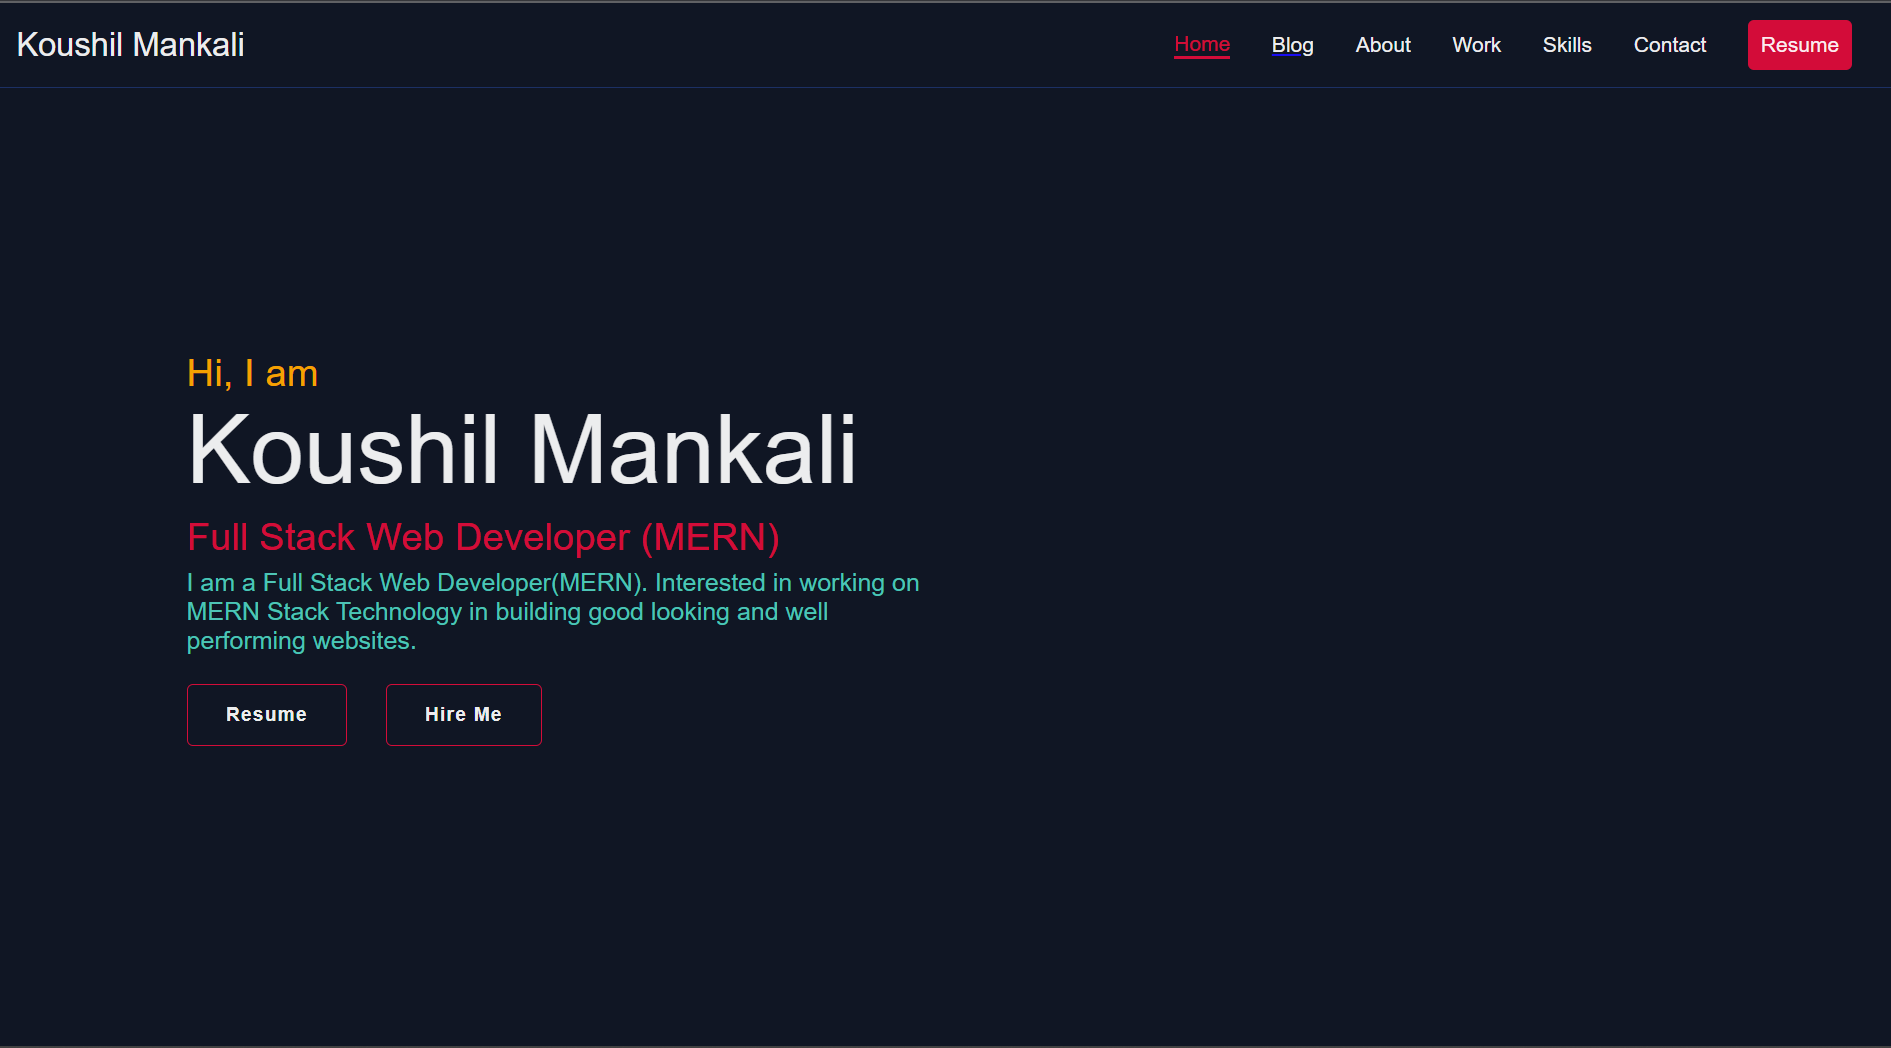 Koushil Mankali
Home Blog About Work Skills Contact Resume
Hi, I am
Koushil Mankali
Full Stack Web Developer (MERN)
I am a Full Stack Web Developer(MERN). Interested in working on
MERN Stack Technology in building good looking and well
performing websites.
Resume Hire Me